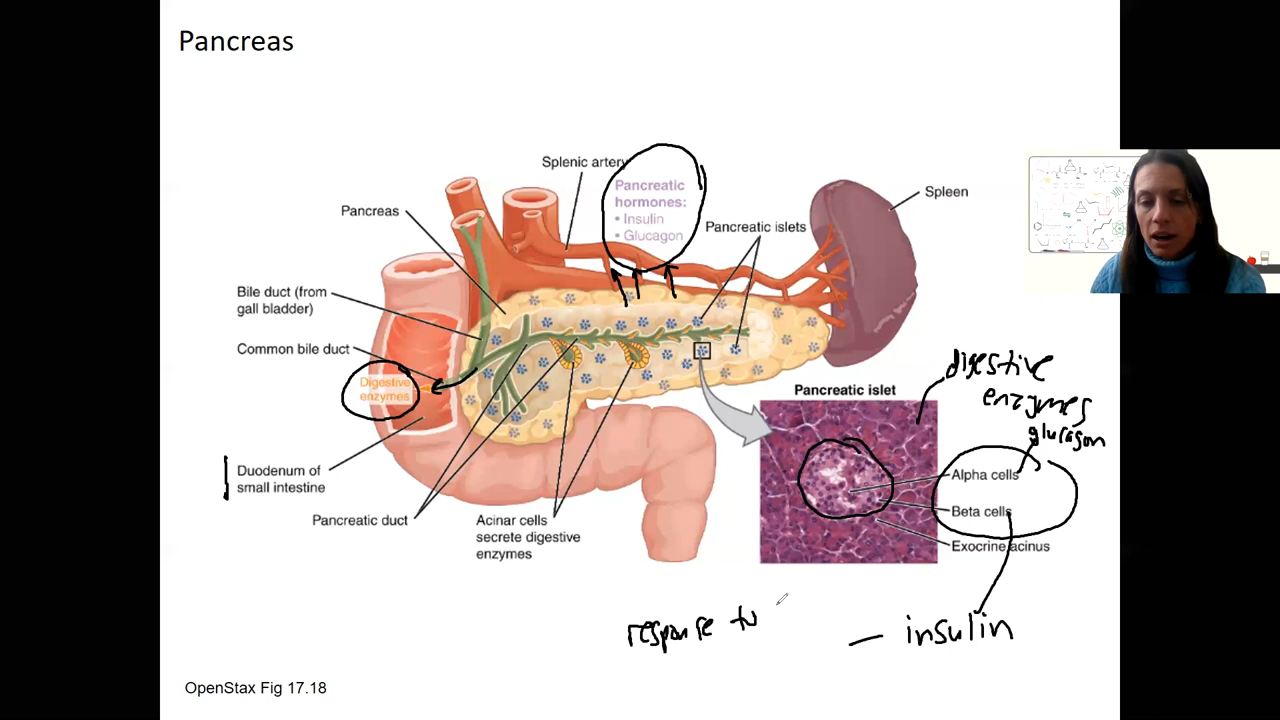 Pancreas
Splenic artery
Pancreatic
hormones:
• Insulin
• Glucagon
Spleen
Pancreas
Pancreatic islets
Bile duct (from
gall bladder)
Common bile duct
Digestive
enzymes
Pancreatic islet
digestive
enzymes
glucagon
Alpha cells
Beta cells
Exocrine acinus
Duodenum of
small intestine
Pancreatic duct
Acinar cells
secrete digestive
enzymes
response to
— insulin
OpenStax Fig 17.18